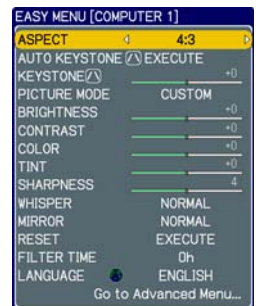 EASY MENU [COMPUTER 1]
ASPECT 4:3
AUTO KEYSTONE EXECUTE
KEYSTONE +0
PICTURE MODE CUSTOM
BRIGHTNESS +0
CONTRAST +0
COLOR +0
TINT +0
SHARPNESS 4
WHISPER NORMAL
MIRROR NORMAL
RESET EXECUTE
FILTER TIME 0h
LANGUAGE ENGLISH
Go to Advanced Menu...